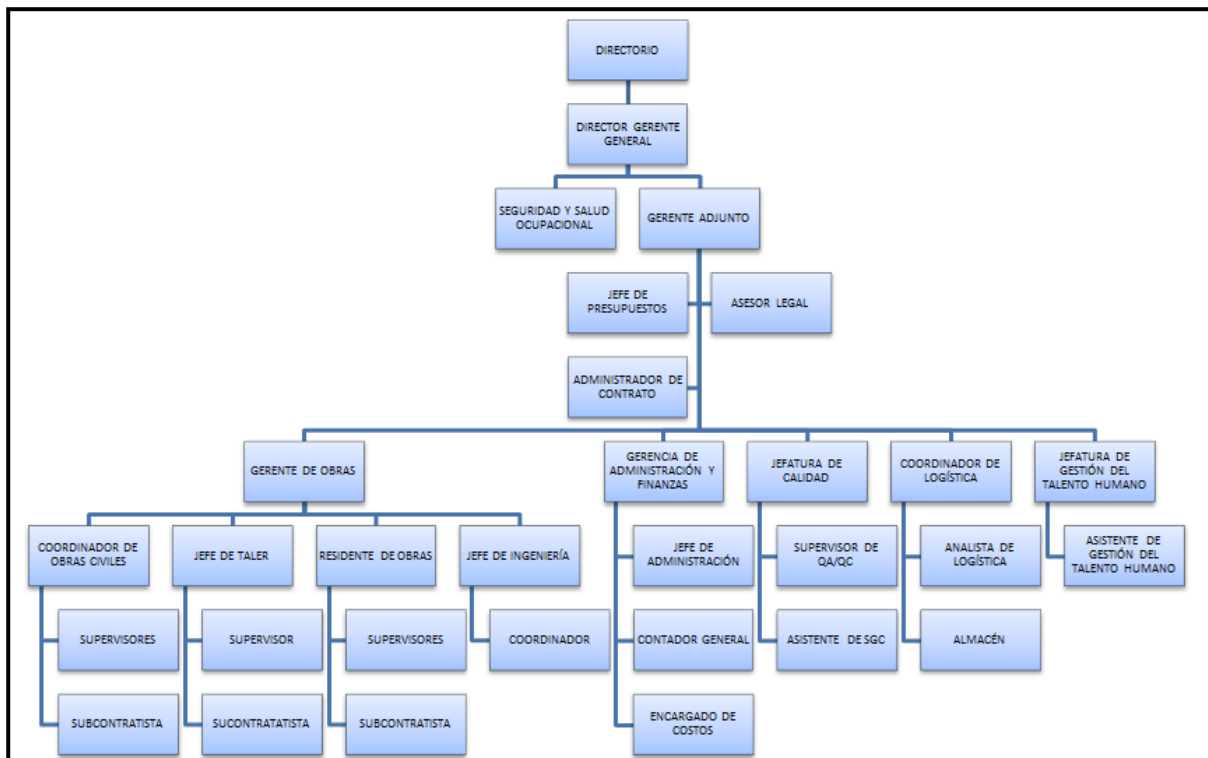 DIRECTORIO
DIRECTOR GERENTE
GENERAL
SEGURIDAD Y SALUD
OCUPACIONAL
GERENTE ADJUNTO
JEFE DE
PRESUPUESTOS
ASESOR LEGAL
ADMINISTRADOR DE
CONTRATO
GERENTE DE OBRAS
GERENCIA DE
ADMINISTRACIÓN Y
FINANZAS
JEFATURA DE
CALIDAD
COORDINADOR DE
LOGÍSTICA
JEFATURA DE
GESTIÓN DEL
TALENTO HUMANO
COORDINADOR DE
OBRAS CIVILES
JEFE DE TALER
RESIDENTE DE OBRAS
JEFE DE INGENIERÍA
JEFE DE
ADMINISTRACIÓN
SUPERVISOR DE
QA/QC
ANALISTA DE
LOGÍSTICA
ASISTENTE DE
GESTIÓN DEL
TALENTO HUMANO
SUPERVISORES
SUPERVISOR
SUPERVISORES
COORDINADOR
CONTADOR GENERAL
ASISTENTE DE SGC
ALMACÉN
SUBCONTRATISTA
SUCONTRATATISTA
SUBCONTRATISTA
ENCARGADO DE
COSTOS